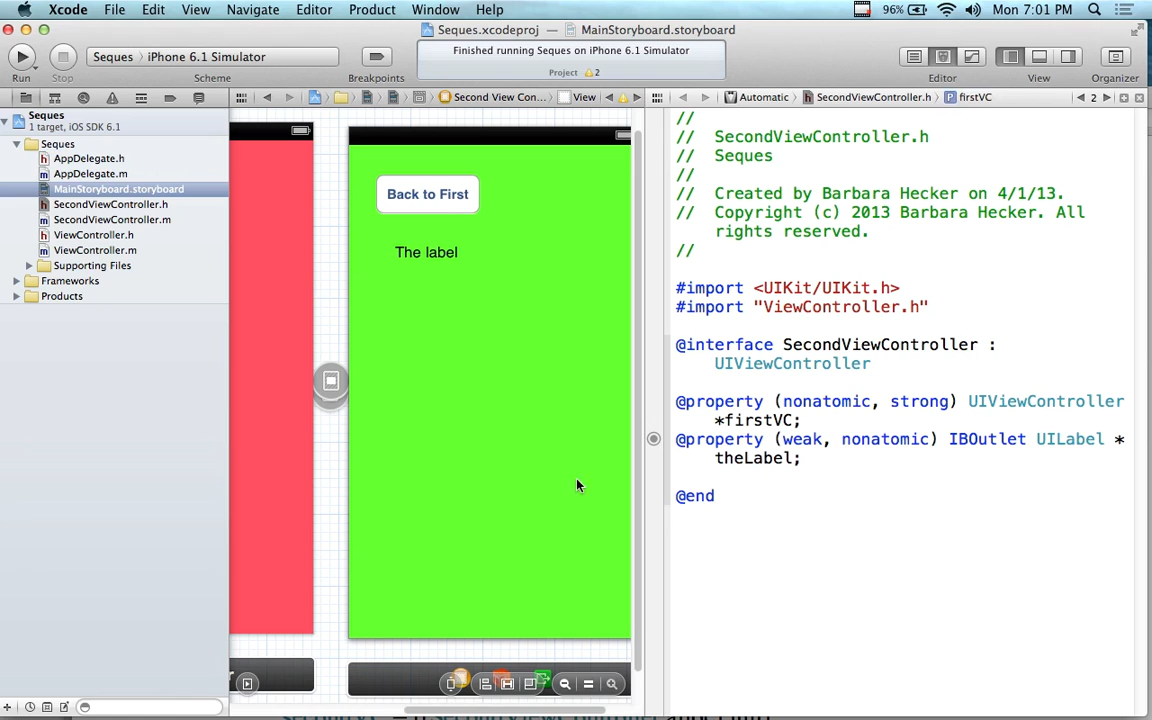 Xcode File Edit View Navigate Editor Product Window Help 96% Mon 7:01 PM
Seques.xcodeproj › MainStoryboard.storyboard
Seques › iPhone 6.1 Simulator
Finished running Seques on iPhone 6.1 Simulator
Project 2
Run Stop Scheme Breakpoints Editor View Organizer
Second View Con... View Automatic SecondViewController.h firstVC 2
Seques
1 target, iOS SDK 6.1
Seques
AppDelegate.h
AppDelegate.m
MainStoryboard.storyboard
SecondViewController.h
SecondViewController.m
ViewController.h
ViewController.m
Supporting Files
Frameworks
Products
Back to First
The label
//
// SecondViewController.h
// Seques
//
// Created by Barbara Hecker on 4/1/13.
// Copyright (c) 2013 Barbara Hecker. All
rights reserved.
//
#import <UIKit/UIKit.h>
#import "ViewController.h"
@interface SecondViewController :
UIViewController
@property (nonatomic, strong) UIViewController
*firstVC;
@property (weak, nonatomic) IBOutlet UILabel *
theLabel;
@end